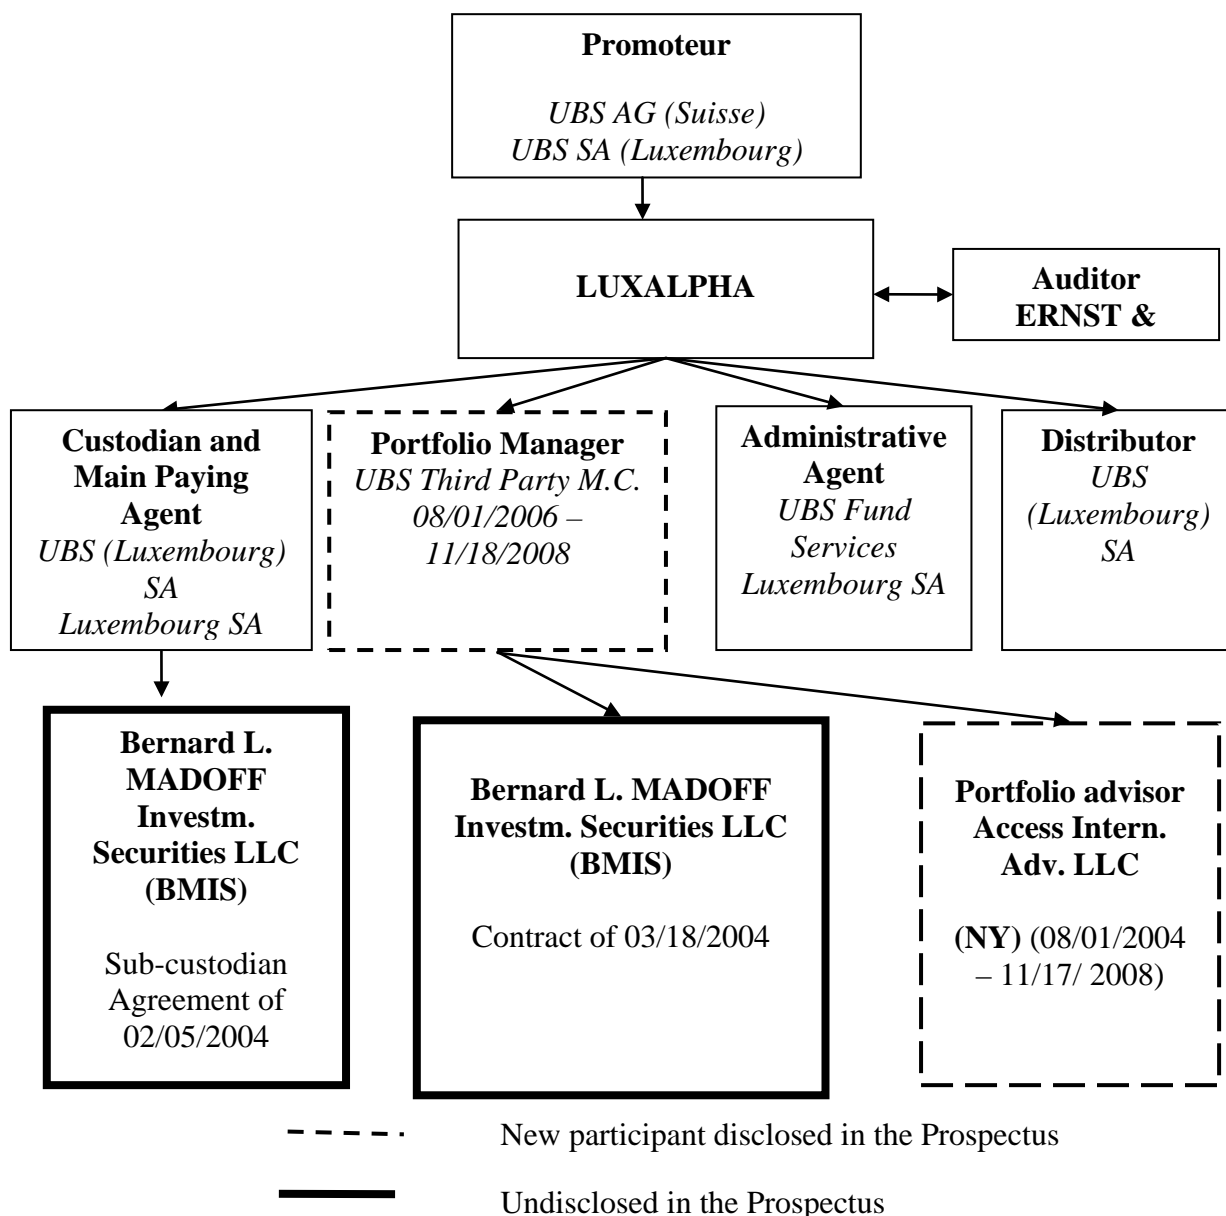 Promoteur
UBS AG (Suisse)
UBS SA (Luxembourg)
LUXALPHA
Auditor
ERNST &
Custodian and
Main Paying
Agent
UBS (Luxembourg)
SA
Luxembourg SA
Portfolio Manager
UBS Third Party M.C.
08/01/2006 –
11/18/2008
Administrative
Agent
UBS Fund
Services
Luxembourg SA
Distributor
UBS
(Luxembourg)
SA
Bernard L.
MADOFF
Investm.
Securities LLC
(BMIS)
Sub-custodian
Agreement of
02/05/2004
Bernard L. MADOFF
Investm. Securities LLC
(BMIS)
Contract of 03/18/2004
Portfolio advisor
Access Intern.
Adv. LLC
(NY) (08/01/2004
– 11/17/ 2008)
New participant disclosed in the Prospectus
Undisclosed in the Prospectus